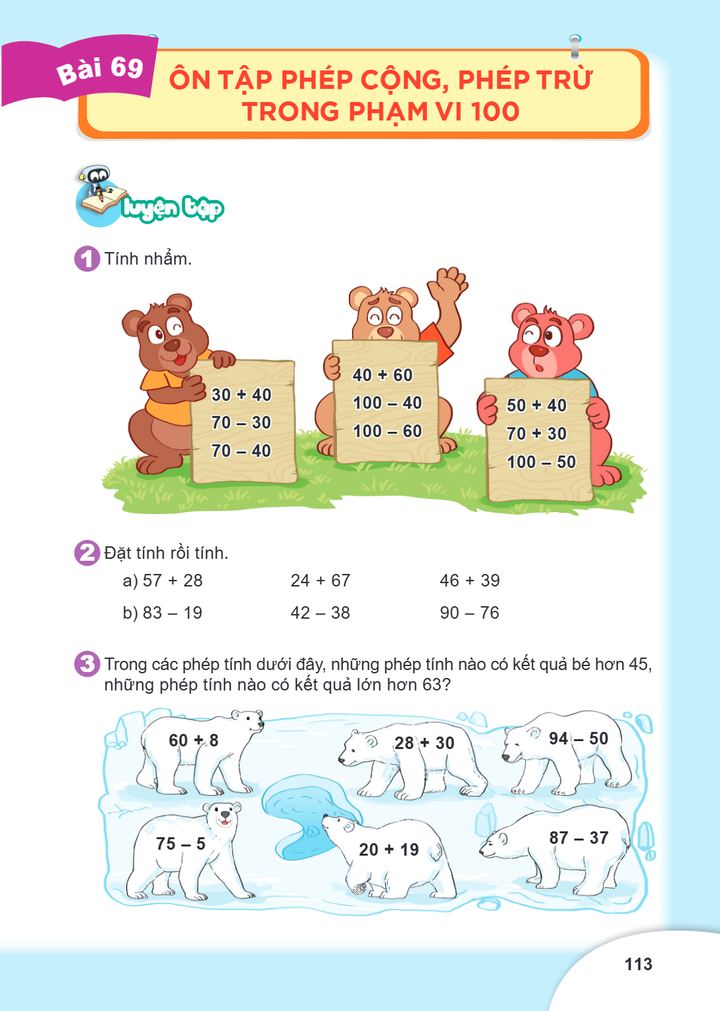 Bài 69
ÔN TẬP PHÉP CỘNG, PHÉP TRỪ
TRONG PHẠM VI 100
luyện tập
1 Tính nhẩm.
30 + 40
70 – 30
70 – 40
40 + 60
100 – 40
100 – 60
50 + 40
70 + 30
100 – 50
2 Đặt tính rồi tính.
a) 57 + 28 24 + 67 46 + 39
b) 83 – 19 42 – 38 90 – 76
3 Trong các phép tính dưới đây, những phép tính nào có kết quả bé hơn 45,
những phép tính nào có kết quả lớn hơn 63?
60 + 8 28 + 30 94 – 50
75 – 5 20 + 19 87 – 37
113